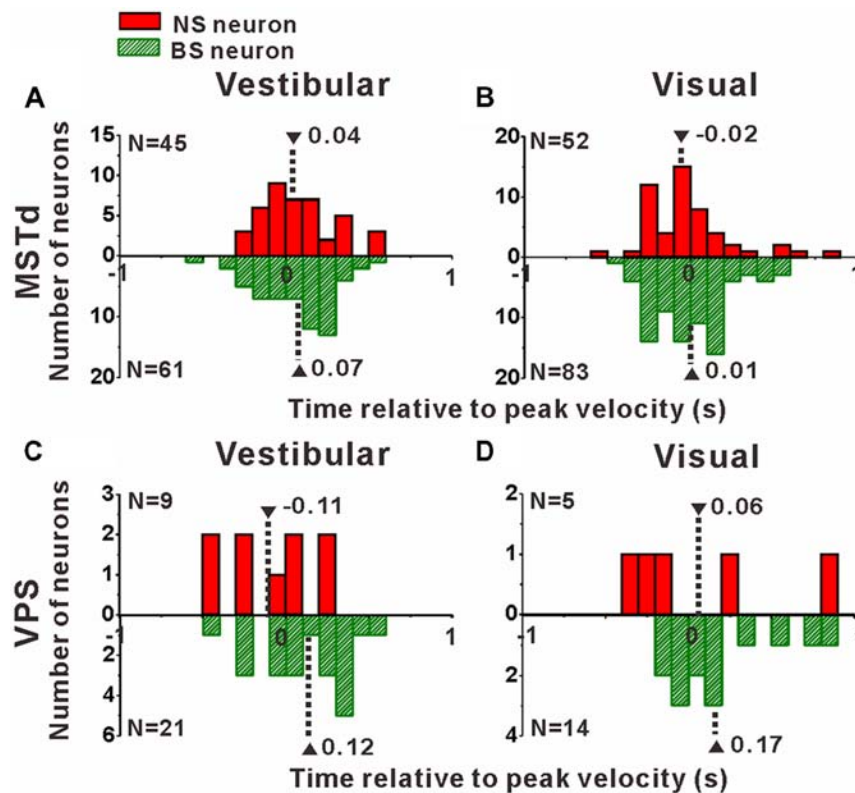 NS neuron
BS neuron
A
Vestibular
B
Visual
MSTd
Number of neurons
15
10
5
0
10
20
N=45
0.04
-1
0
1
N=61
0.07
20
15
10
0
10
20
N=52
-0.02
-1
0
1
N=83
0.01
Time relative to peak velocity (s)
C
Vestibular
D
Visual
VPS
Number of neurons
3
2
1
0
2
4
6
N=9
-0.11
-1
0
1
N=21
0.12
2
1
0
2
4
N=5
0.06
-1
0
N=14
0.17
Time relative to peak velocity (s)